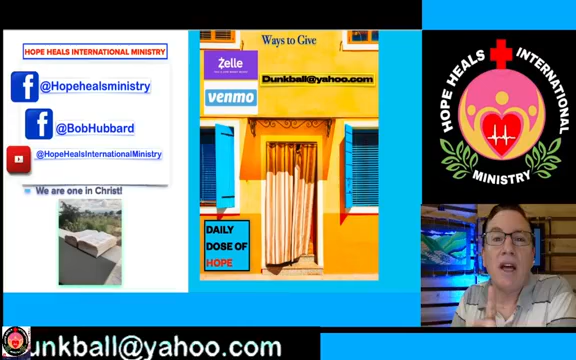 HOPE HEALS INTERNATIONAL MINISTRY
@Hopehealsministry
@BobHubbard
@HopeHealsInternationalMinistry
We are one in Christ!
Ways to Give
Zelle
Dunkball@yahoo.com
venmo
DAILY
DOSE OF
HOPE
HOPE HEALS INTERNATIONAL
MINISTRY
unkball@yahoo.com